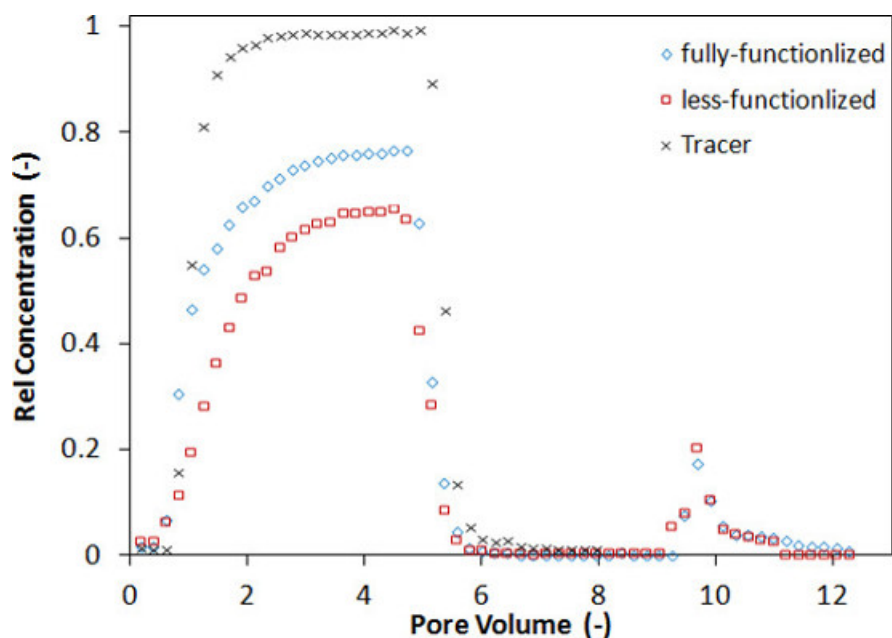 1
0.8
0.6
0.4
0.2
0
0 2 4 6 8 10 12
Rel Concentration (-)
Pore Volume (-)
fully-functionlized
less-functionlized
Tracer